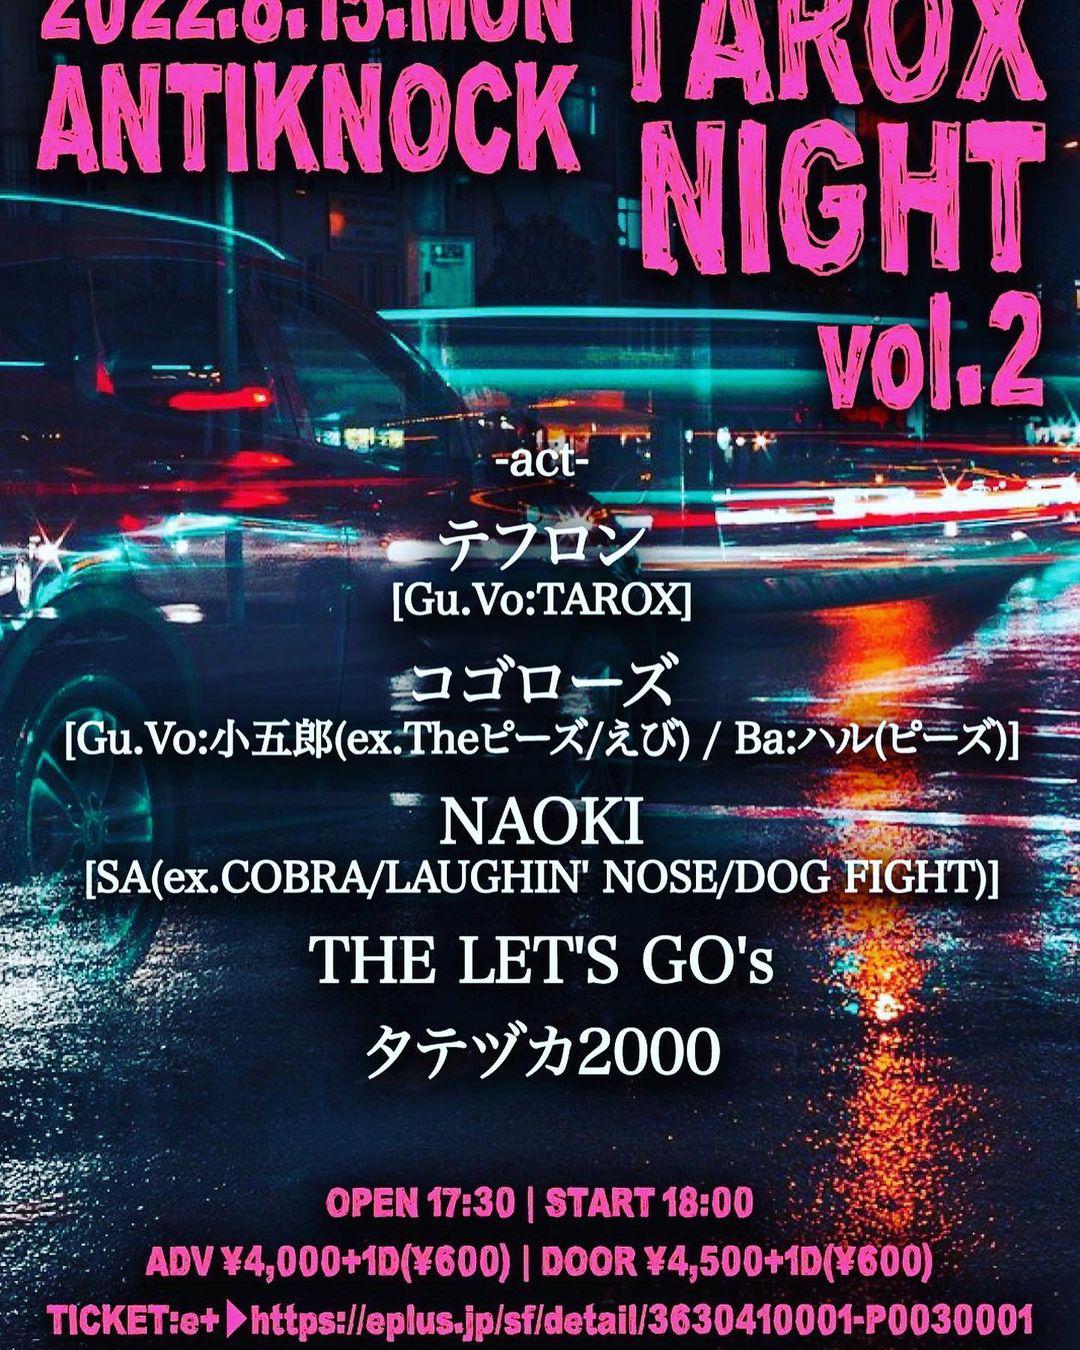 2022.8.15.MON
ANTIKNOCK
TAROX
NIGHT
vol.2
-act-
テフロン
[Gu.Vo:TAROX]
コゴローズ
[Gu.Vo:小五郎(ex.Theピーズ/えび) / Ba:ハル(ピーズ)]
NAOKI
[SA(ex.COBRA/LAUGHIN' NOSE/DOG FIGHT)]
THE LET'S GO's
タテヅカ2000
OPEN 17:30 | START 18:00
ADV ¥4,000+1D(¥600) | DOOR ¥4,500+1D(¥600)
TICKET:e+▶https://eplus.jp/sf/detail/3630410001-P0030001